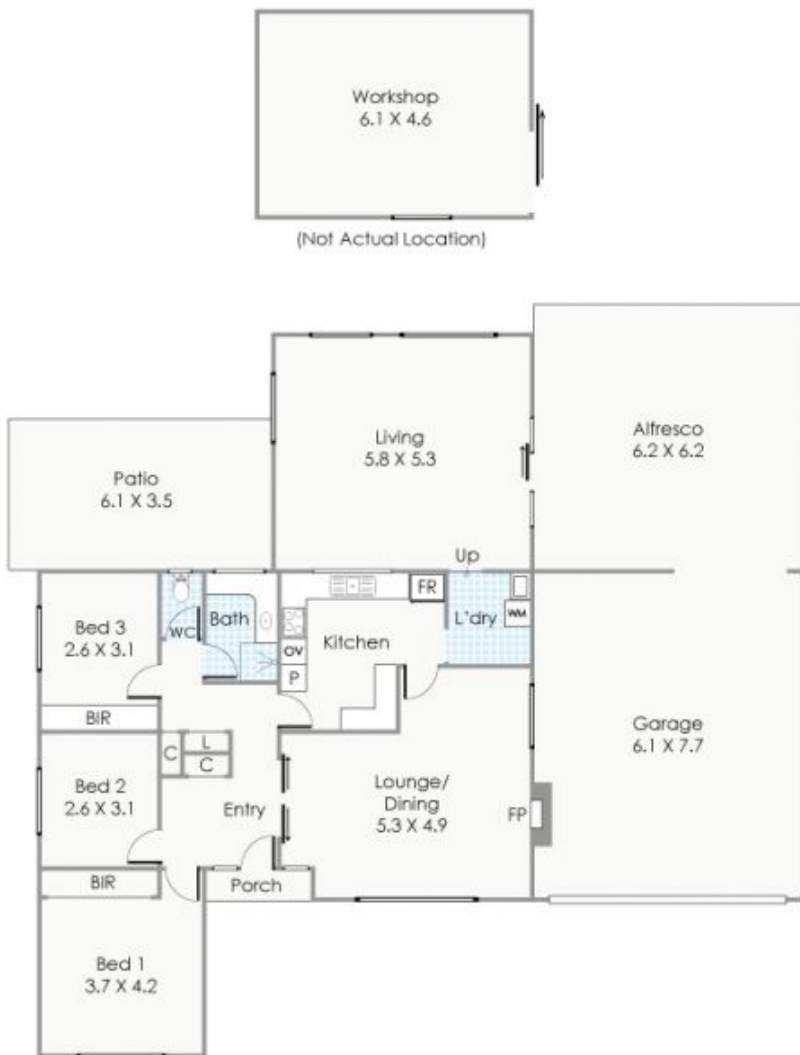 Workshop
6.1 X 4.6
(Not Actual Location)
Living
5.8 X 5.3
Alfresco
6.2 X 6.2
Patio
6.1 X 3.5
Up
FR
Bed 3
2.6 X 3.1
WC
Bath
L'dry
WM
Kitchen
OV
P
BIR
Garage
6.1 X 7.7
C
L
C
Bed 2
2.6 X 3.1
Entry
Lounge/
Dining
5.3 X 4.9
FP
BIR
Porch
Bed 1
3.7 X 4.2